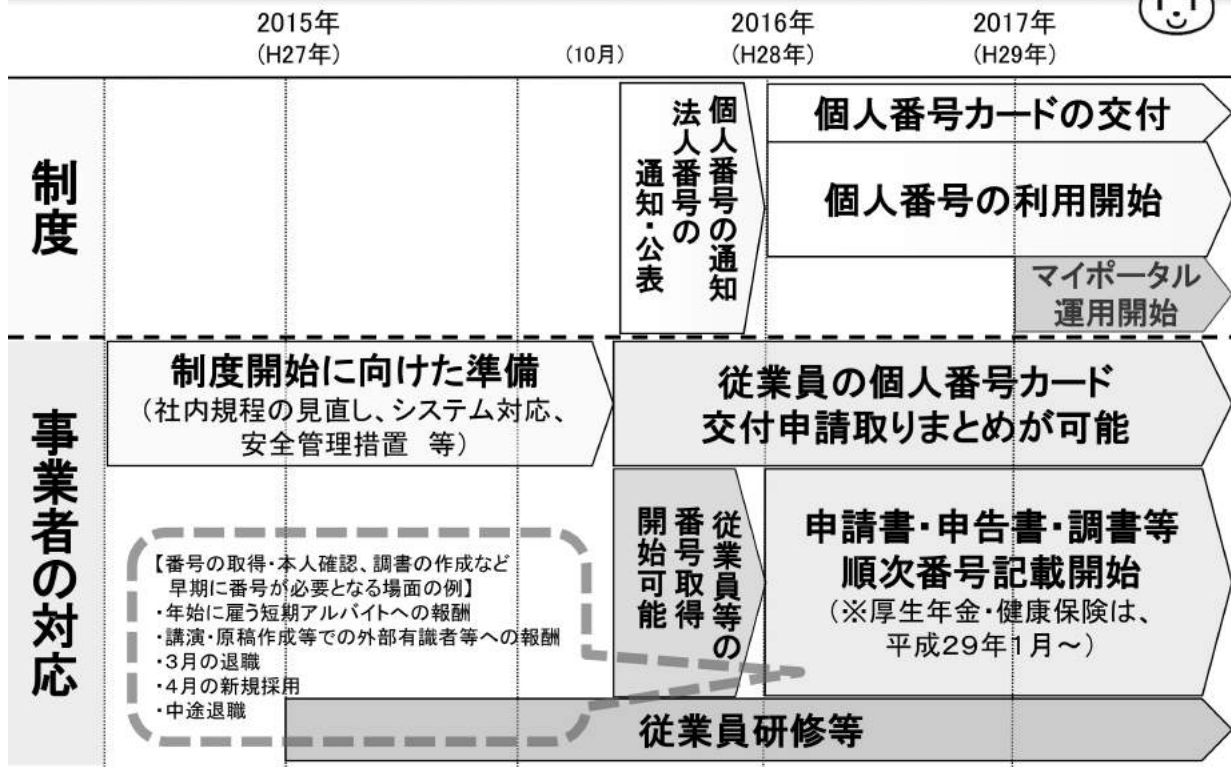 2015年
(H27年)
(10月)
2016年
(H28年)
2017年
(H29年)
制度
個人番号の通知
法人番号の
通知・公表
個人番号カードの交付
個人番号の利用開始
マイポータル
運用開始
事業者の対応
制度開始に向けた準備
(社内規程の見直し、システム対応、
安全管理措置 等)
従業員の個人番号カード
交付申請取りまとめが可能
従業員等の
番号取得
開始可能
申請書・申告書・調書等
順次番号記載開始
(※厚生年金・健康保険は、
平成29年1月~)
【番号の取得・本人確認、調書の作成など
早期に番号が必要となる場面の例】
・年始に雇う短期アルバイトへの報酬
・講演・原稿作成等での外部有識者等への報酬
・3月の退職
・4月の新規採用
・中途退職
従業員研修等